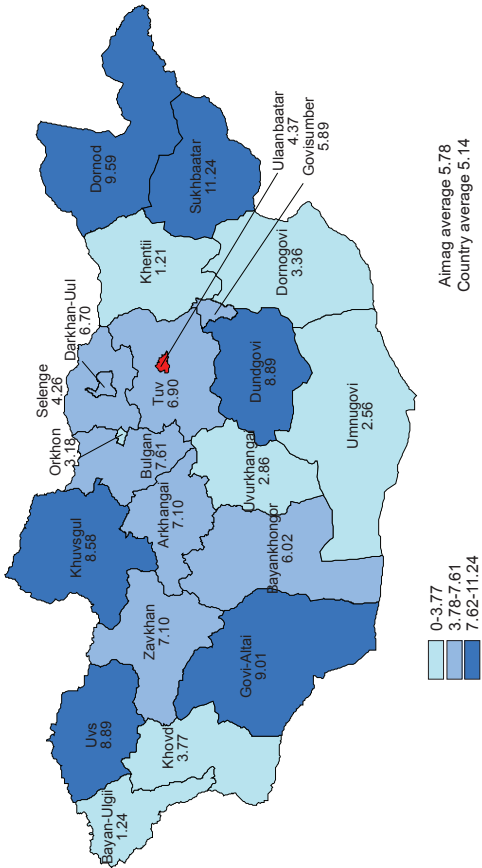 Bayan-Ulgii
1.24
Uvs
8.89
Khovd
3.77
Govi-Altai
9.01
Zavkhan
7.10
Khuvsgul
8.58
Arkhangai
7.10
Bayankhongor
6.02
Orkhon
3.18
Bulgan
7.61
Uvurkhangai
2.86
Selenge
4.26
Darkhan-Uul
6.70
Tuv
6.90
Dundgovi
8.89
Umnugovi
2.56
Khentii
1.21
Dornogovi
3.36
Dornod
9.59
Sukhbaatar
11.24
Ulaanbaatar
4.37
Govisumber
5.89
0-3.77
3.78-7.61
7.62-11.24
Aimag average 5.78
Country average 5.14